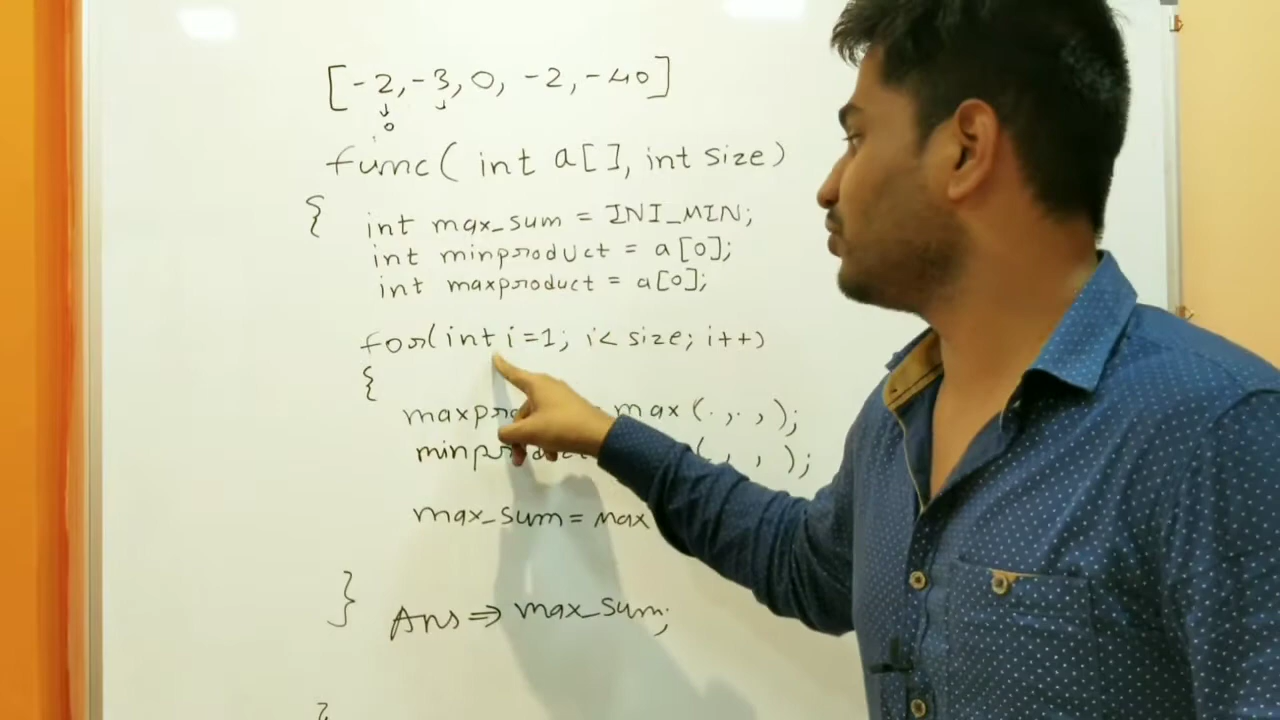 [-2, -3, 0, -2, -40]
↓
0
func( int a[], int size)
{ int max_sum = INI_MIN;
int minproduct = a[0];
int maxproduct = a[0];
for(int i=1; i< size; i++)
{
max( . , . , );
( , , );
max_sum = Max
}
Ans ⇒ max_sum;